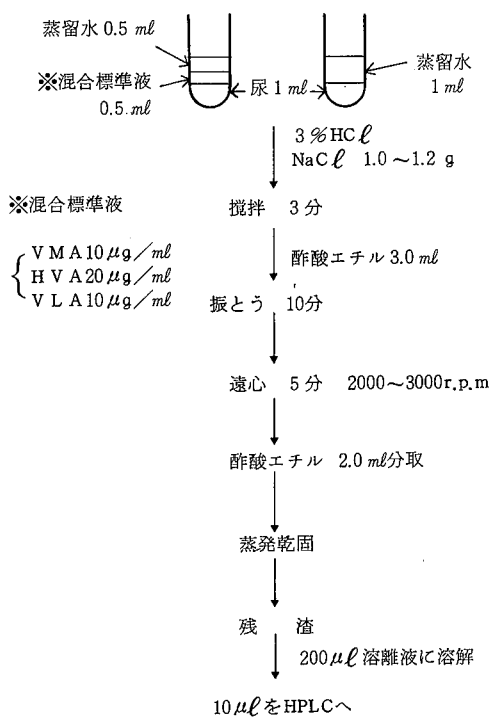 蒸留水 0.5 ml
※混合標準液
0.5 ml
尿 1 ml
蒸留水
1 ml
3%HCℓ
NaCℓ 1.0~1.2 g
※混合標準液
攪拌 3分
VMA10μg/ml
HVA20μg/ml
VLA10μg/ml
酢酸エチル 3.0 ml
振とう 10分
遠心 5分 2000~3000r.p.m
酢酸エチル 2.0 ml分取
蒸発乾固
残渣
200μℓ溶離液に溶解
10μℓをHPLCへ